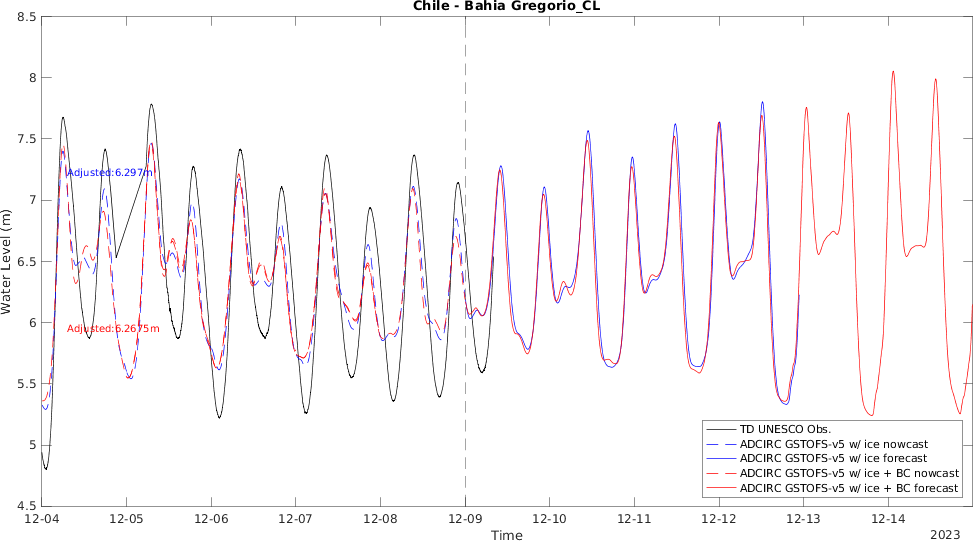 Chile - Bahia Gregorio_CL
8.5
8
7.5
7
6.5
6
5.5
5
4.5
Water Level (m)
Adjusted:6.297m
Adjusted:6.2675m
TD UNESCO Obs.
ADCIRC GSTOFS-v5 w/ ice nowcast
ADCIRC GSTOFS-v5 w/ ice forecast
ADCIRC GSTOFS-v5 w/ ice + BC nowcast
ADCIRC GSTOFS-v5 w/ ice + BC forecast
12-04 12-05 12-06 12-07 12-08 12-09 12-10 12-11 12-12 12-13 12-14
Time
2023